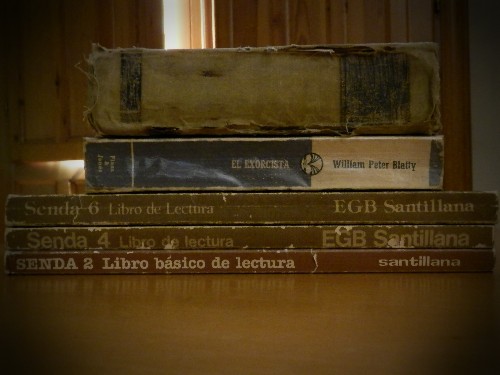 EL EXORCISTA William Peter Blatty
Senda 6 Libro de Lectura EGB Santillana
Senda 4 Libro de lectura EGB Santillana
SENDA 2 Libro básico de lectura santillana